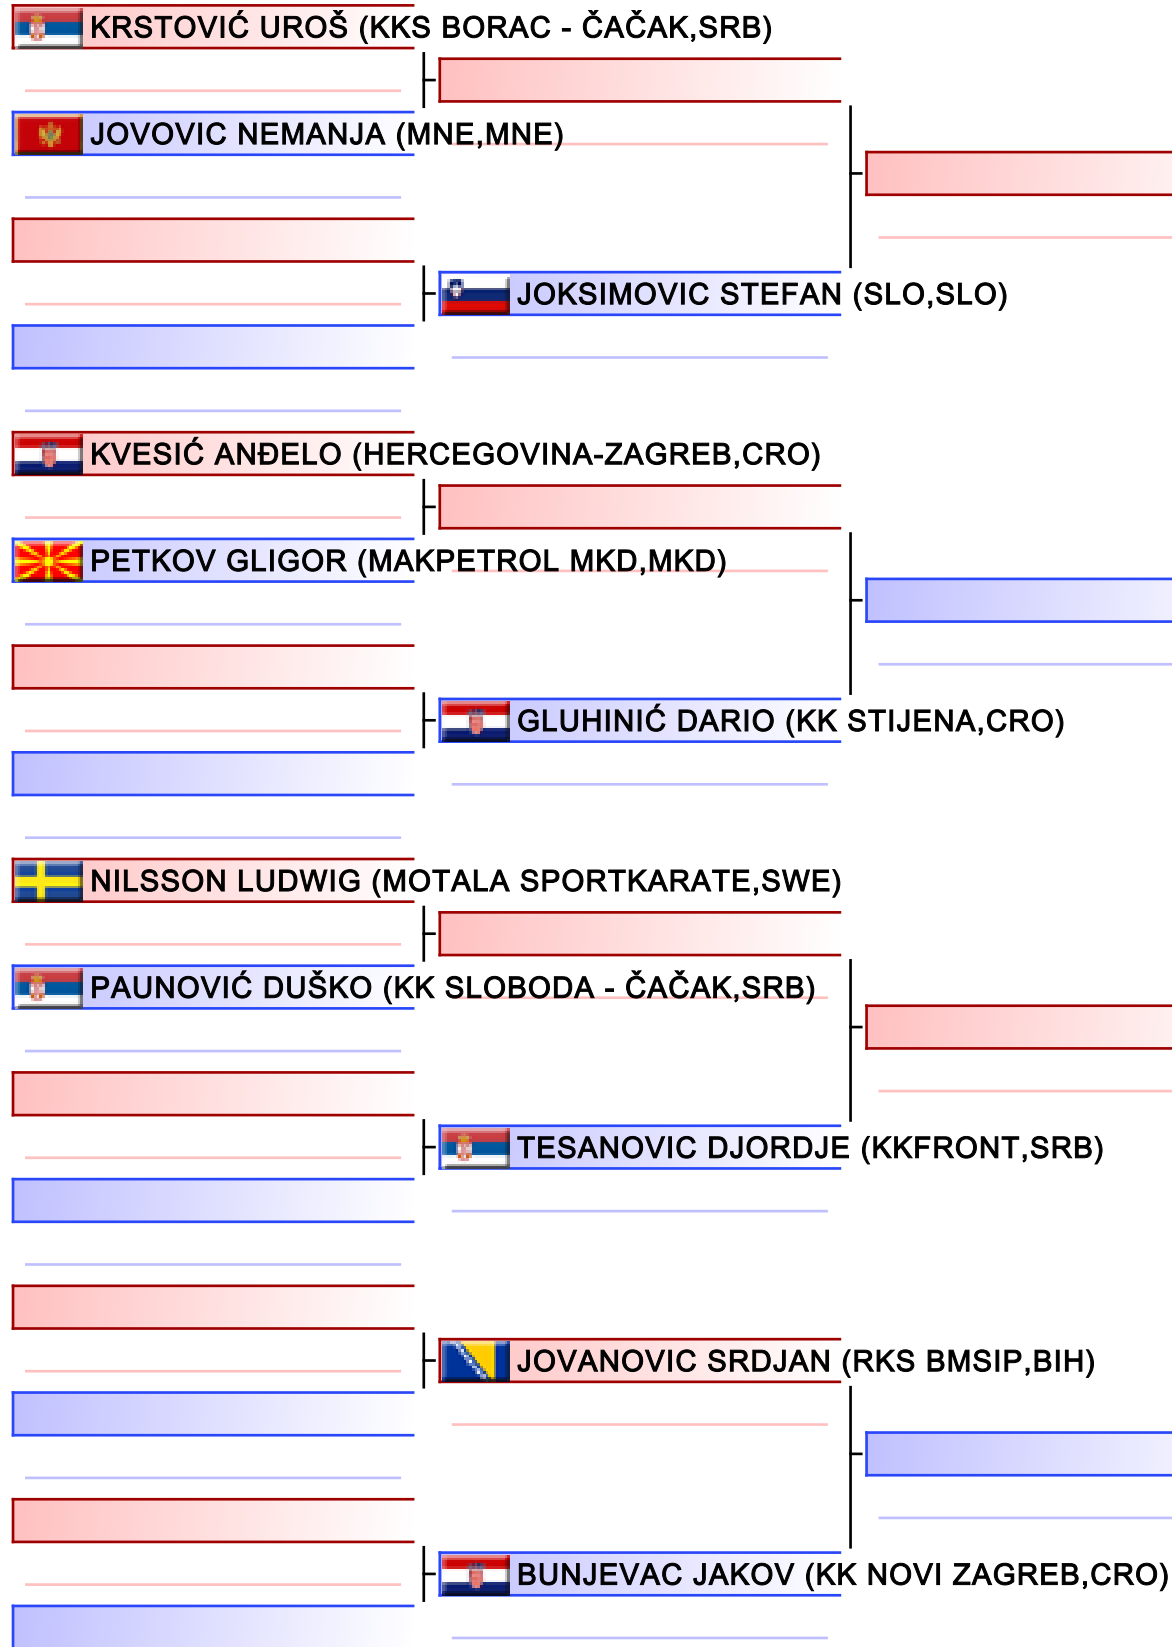 KRSTOVIĆ UROŠ (KKS BORAC - ČAČAK,SRB)
JOVOVIC NEMANJA (MNE,MNE)
JOKSIMOVIC STEFAN (SLO,SLO)
KVESIĆ ANĐELO (HERCEGOVINA-ZAGREB,CRO)
PETKOV GLIGOR (MAKPETROL MKD,MKD)
GLUHINIĆ DARIO (KK STIJENA,CRO)
NILSSON LUDWIG (MOTALA SPORTKARATE,SWE)
PAUNOVIĆ DUŠKO (KK SLOBODA - ČAČAK,SRB)
TESANOVIC DJORDJE (KKFRONT,SRB)
JOVANOVIC SRDJAN (RKS BMSIP,BIH)
BUNJEVAC JAKOV (KK NOVI ZAGREB,CRO)